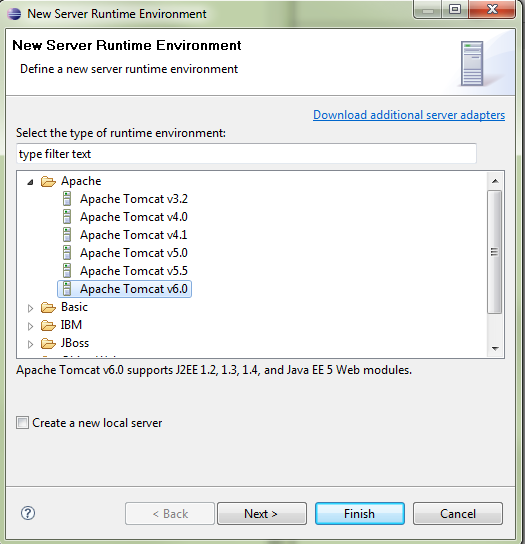 New Server Runtime Environment
New Server Runtime Environment
Define a new server runtime environment
Download additional server adapters
Select the type of runtime environment:
type filter text
Apache
Apache Tomcat v3.2
Apache Tomcat v4.0
Apache Tomcat v4.1
Apache Tomcat v5.0
Apache Tomcat v5.5
Apache Tomcat v6.0
Basic
IBM
JBoss
Apache Tomcat v6.0 supports J2EE 1.2, 1.3, 1.4, and Java EE 5 Web modules.
Create a new local server
?
< Back
Next >
Finish
Cancel